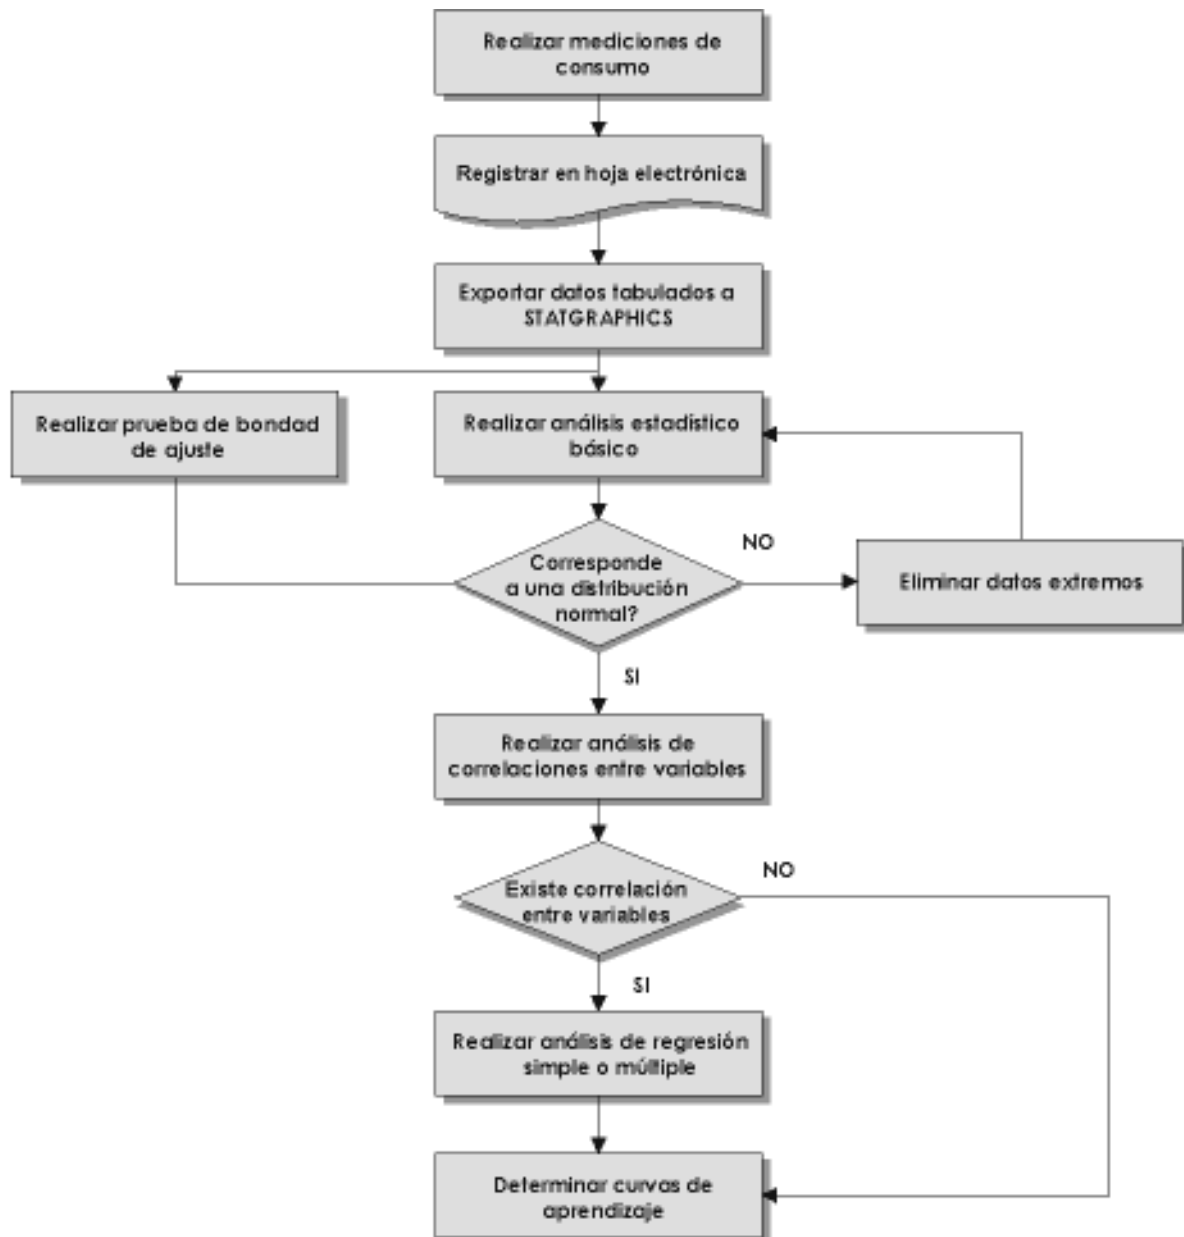 Realizar mediciones de
consumo
Registrar en hoja electrónica
Exportar datos tabulados a
STATGRAPHICS
Realizar prueba de bondad
de ajuste
Realizar análisis estadístico
básico
Corresponde
a una distribución
normal?
NO
Eliminar datos extremos
SI
Realizar análisis de
correlaciones entre variables
Existe correlación
entre variables
NO
SI
Realizar análisis de regresión
simple o múltiple
Determinar curvas de
aprendizaje